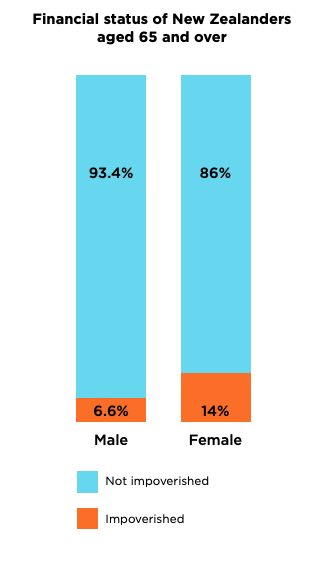 Financial status of New Zealanders
aged 65 and over
93.4%
86%
6.6%
14%
Male
Female
Not impoverished
Impoverished